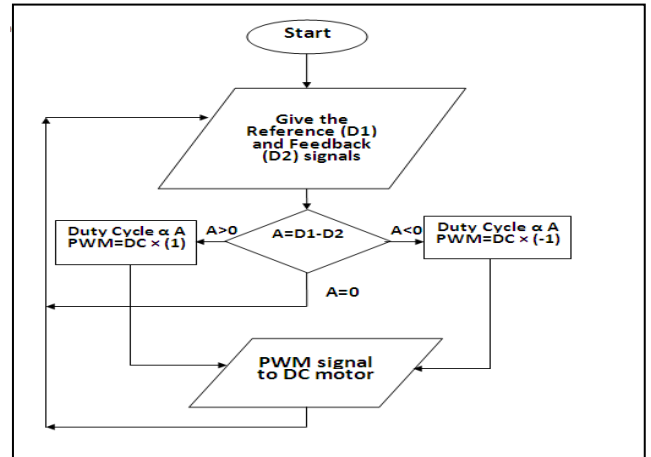 Start
Give the
Reference (D1)
and Feedback
(D2) signals
Duty Cycle α A
PWM=DC × (1)
A>0
A=D1-D2
A<0
Duty Cycle α A
PWM=DC × (-1)
A=0
PWM signal
to DC motor